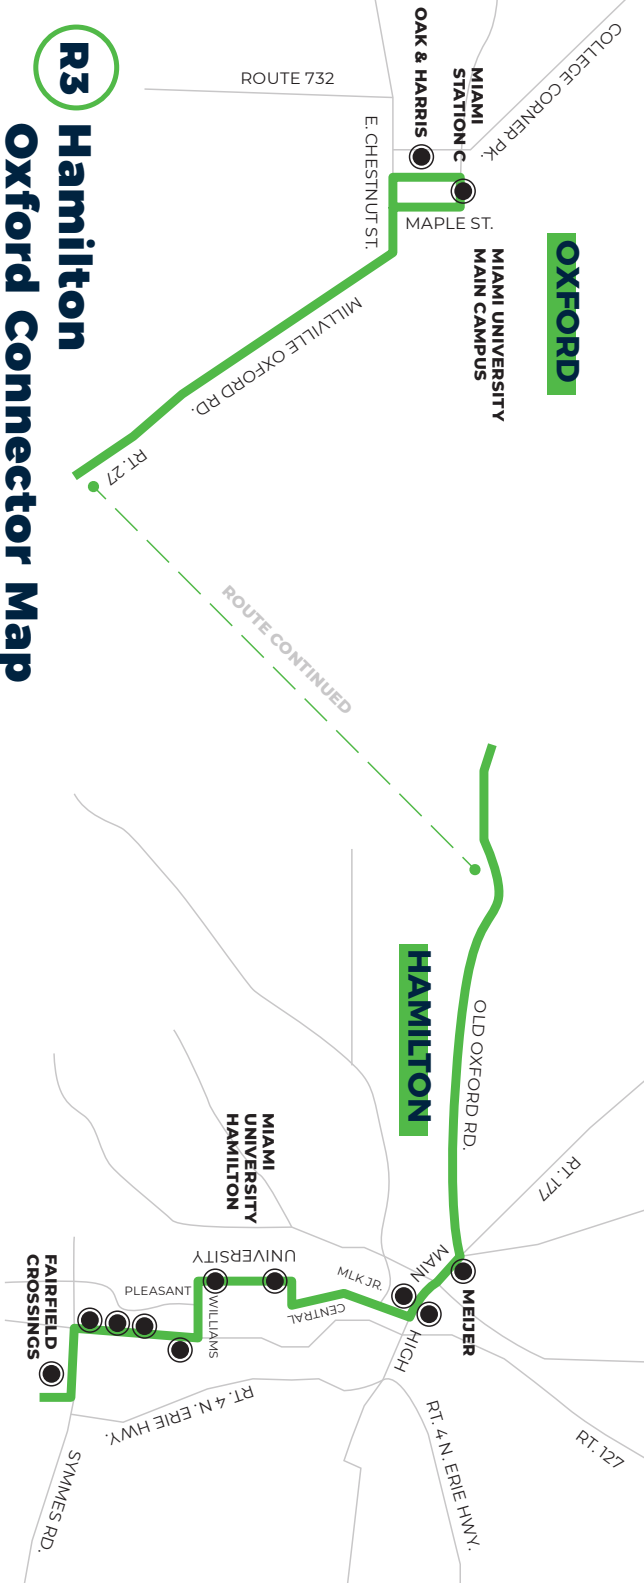 R3
Hamilton
Oxford Connector Map
OXFORD
COLLEGE CORNER PK.
OAK & HARRIS
MIAMI
STATION C
ROUTE 732
E. CHESTNUT ST.
MAPLE ST.
MIAMI UNIVERSITY
MAIN CAMPUS
MILLVILLE OXFORD RD.
RT. 27
ROUTE CONTINUED
HAMILTON
OLD OXFORD RD.
RT. 177
MAIN
MEIJER
MLK JR.
HIGH
CENTRAL
MIAMI
UNIVERSITY
HAMILTON
UNIVERSITY
PLEASANT
WILLIAMS
FAIRFIELD
CROSSINGS
RT. 4 N. ERIE HWY.
RT. 4 N. ERIE HWY.
RT. 127
SYMMES RD.